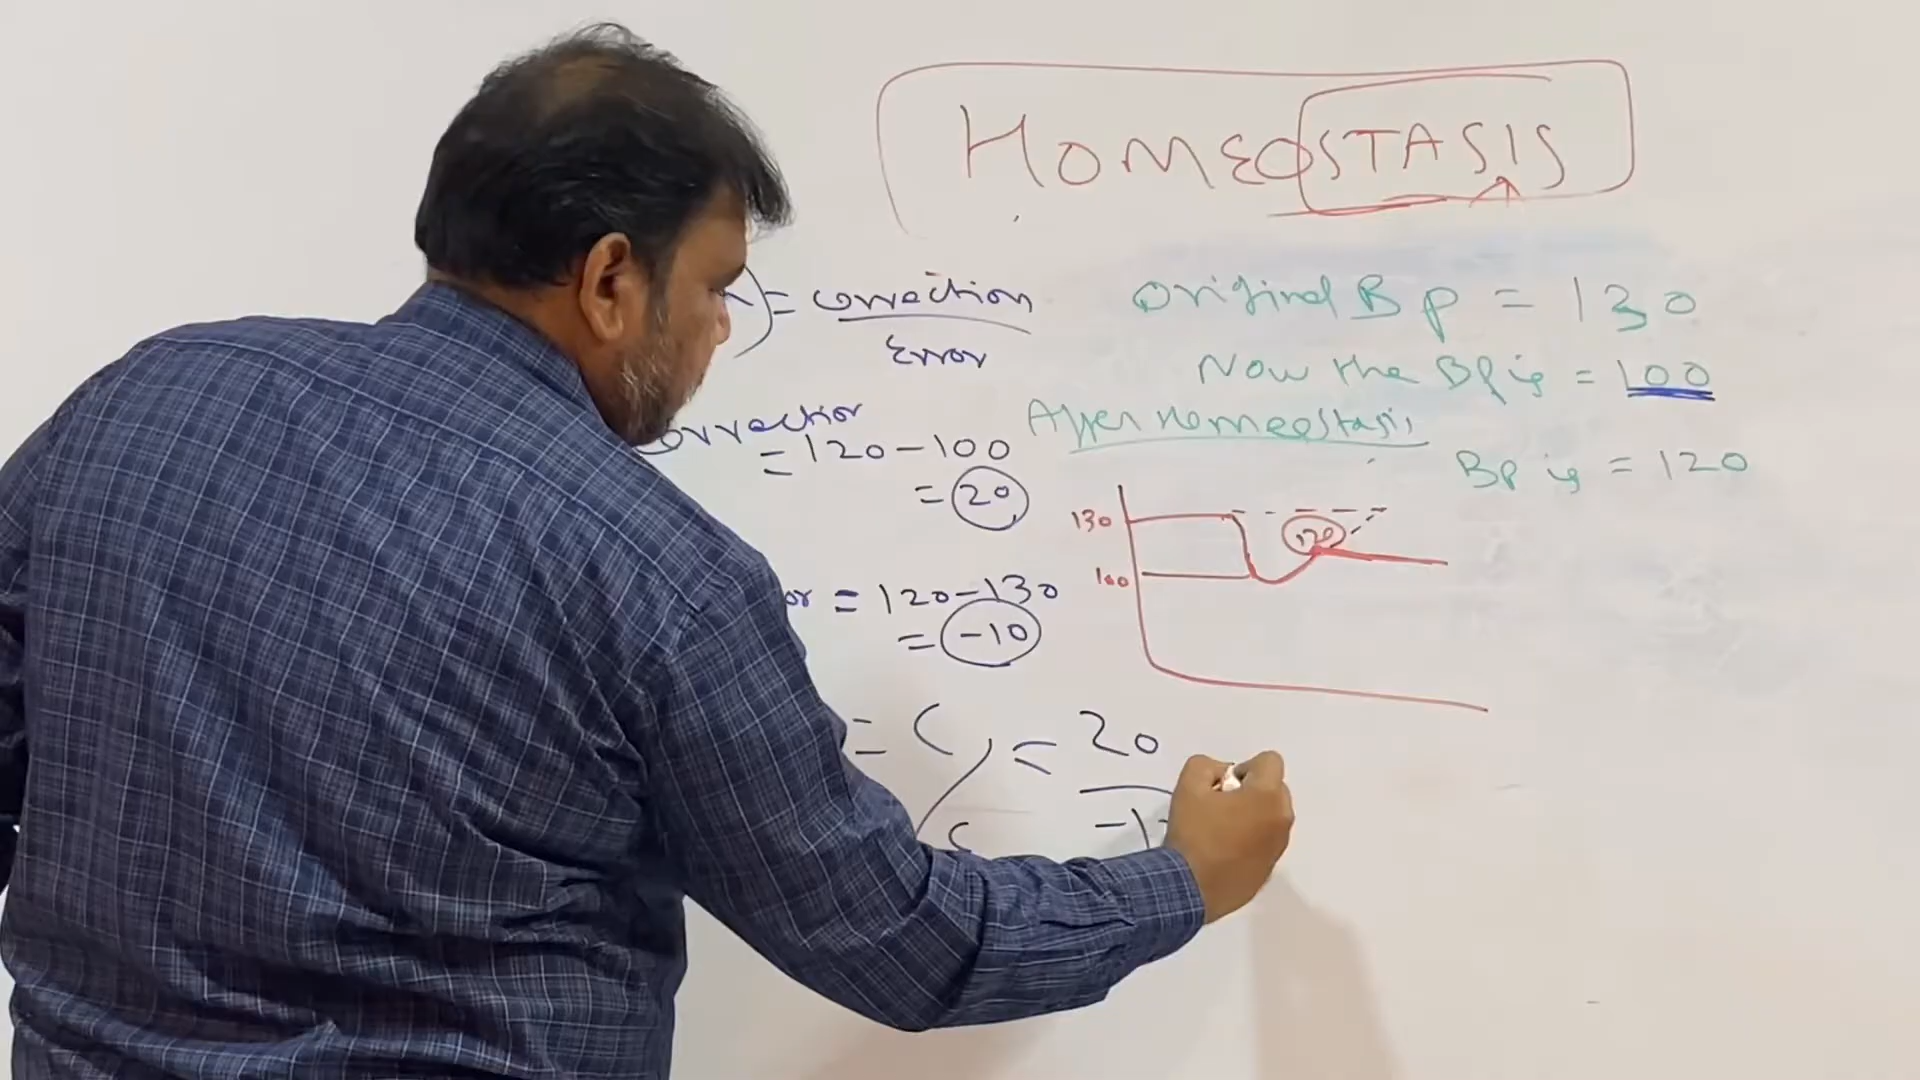 HOMEOSTASIS
) = correction
Error
Original Bp = 130
Now the Bp is = 100
After Homeostasis
Bp is = 120
correction
= 120 - 100
= 20
or = 120 - 130
= -10
130
100
120
= C / = 20
-1